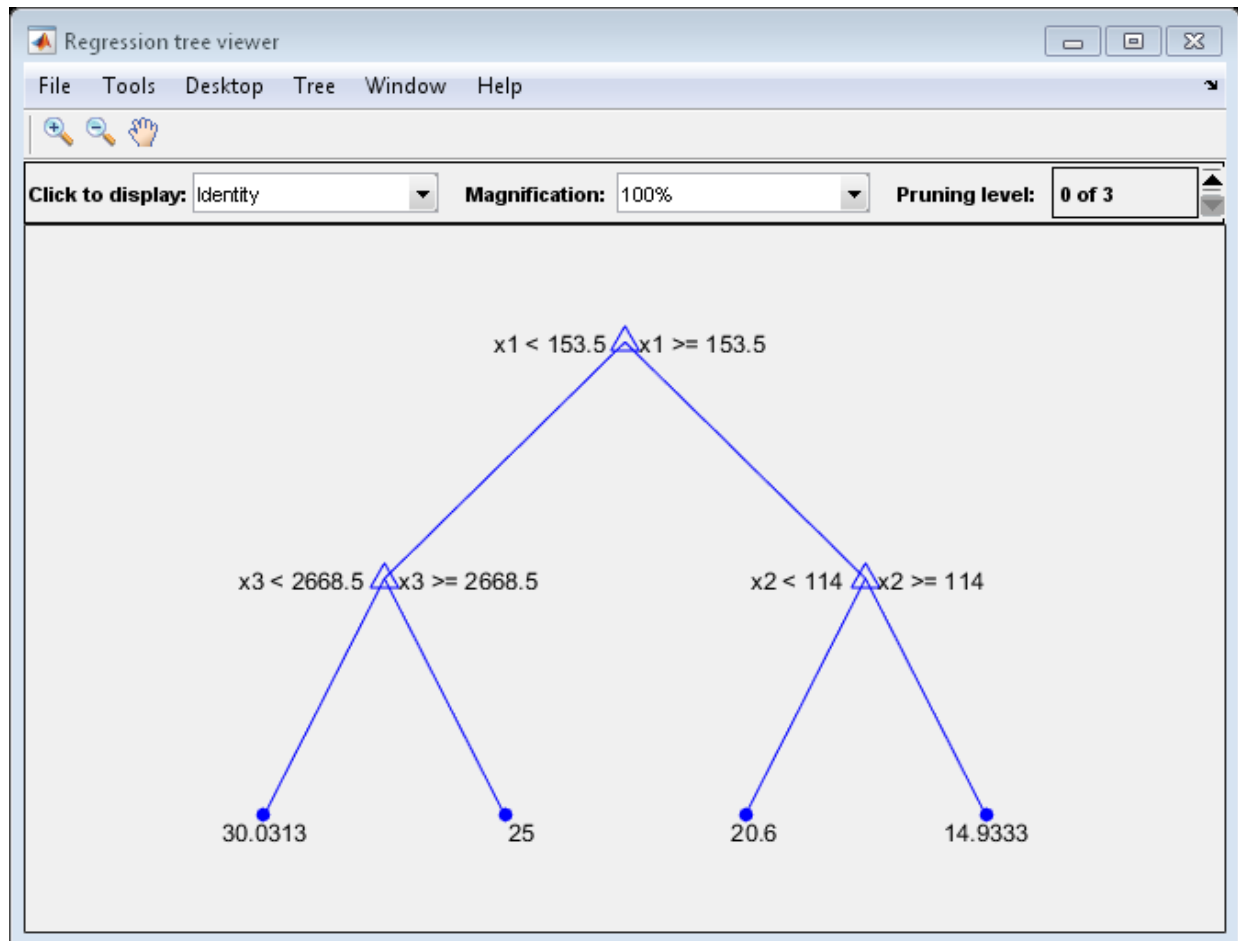 Regression tree viewer
File Tools Desktop Tree Window Help
Click to display: Identity Magnification: 100% Pruning level: 0 of 3
x1 < 153.5 x1 >= 153.5
x3 < 2668.5 x3 >= 2668.5 x2 < 114 x2 >= 114
30.0313 25 20.6 14.9333